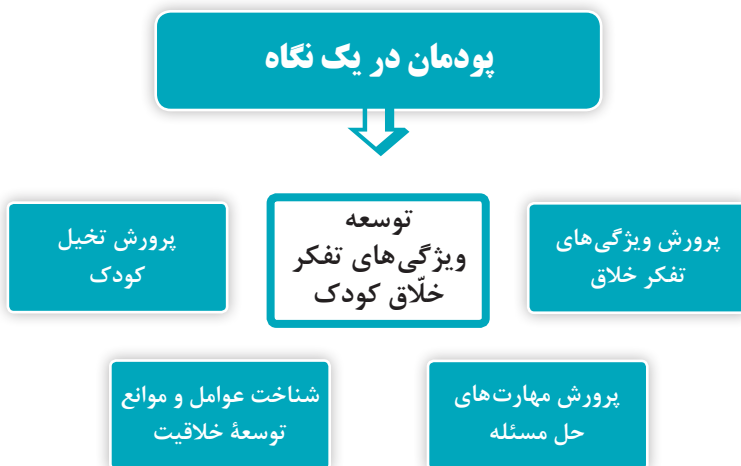 پودمان در یک نگاه
توسعه
ویژگی‌های تفکر
خلّاق کودک
پرورش ویژگی‌های
تفکر خلاق
پرورش تخیل
کودک
پرورش مهارت‌های
حل مسئله
شناخت عوامل و موانع
توسعهٔ خلاقیت